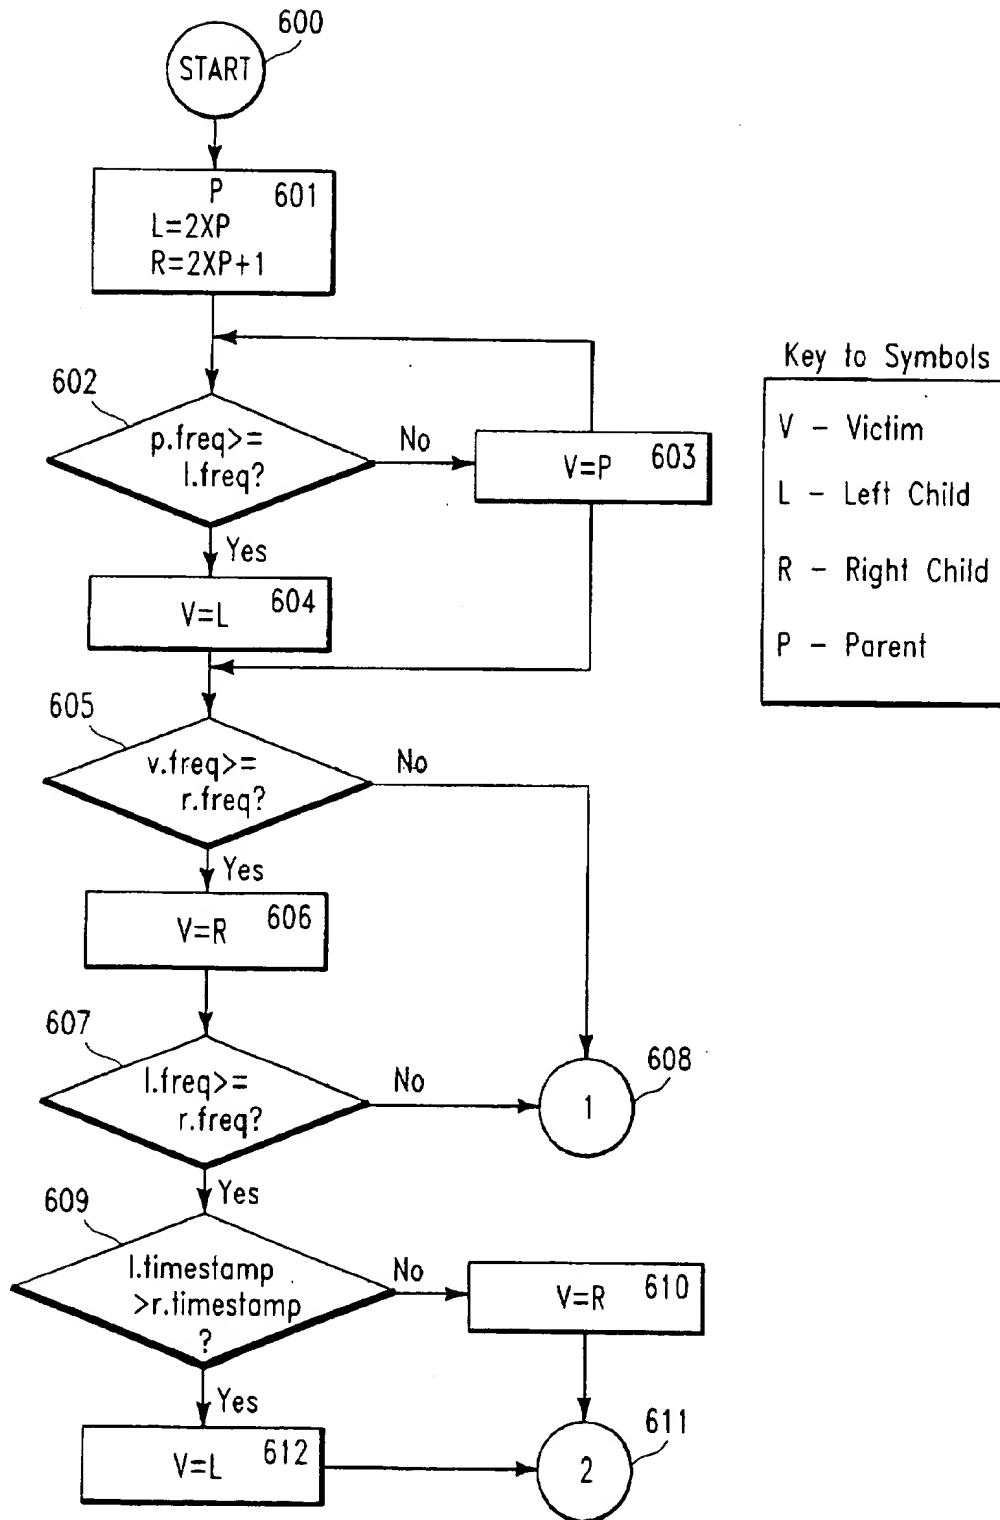 600
START
P 601
L=2XP
R=2XP+1
602
p.freq>=
l.freq?
No
V=P 603
Yes
V=L 604
605
v.freq>=
r.freq?
No
Yes
V=R 606
607
l.freq>=
r.freq?
No
1
608
Yes
609
l.timestamp
>r.timestamp
?
No
V=R 610
Yes
V=L 612
2
611
Key to Symbols
V – Victim
L – Left Child
R – Right Child
P – Parent